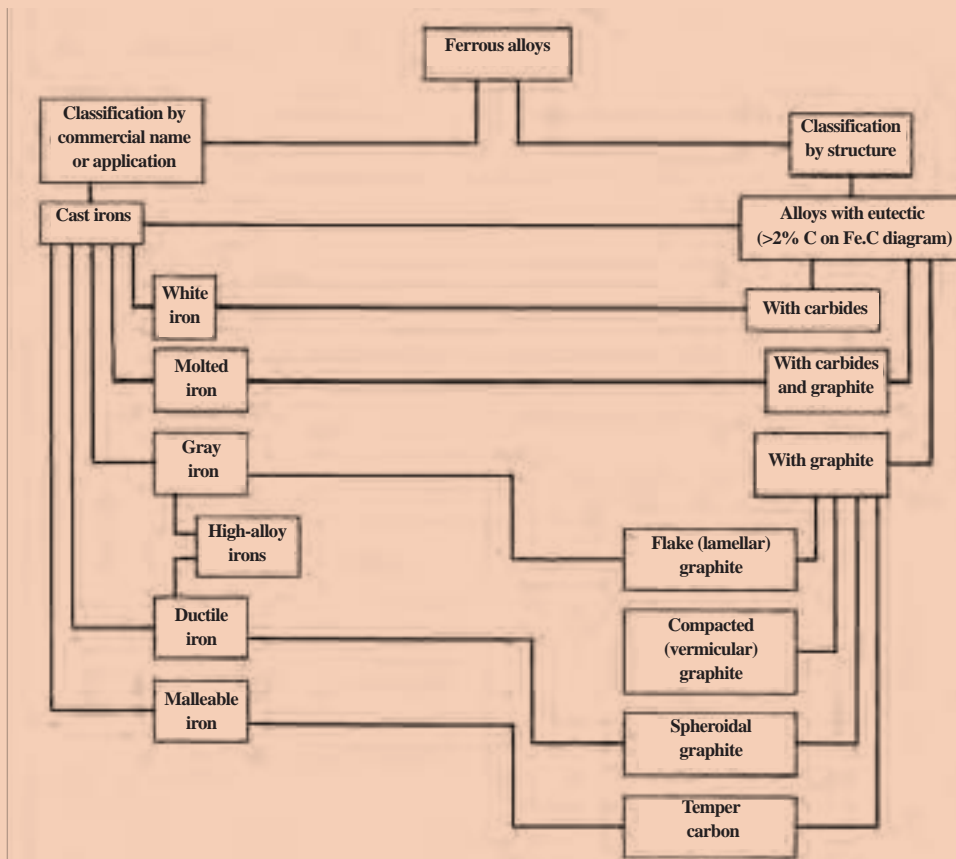 Ferrous alloys
Classification by
commercial name
or application
Classification
by structure
Cast irons
Alloys with eutectic
(>2% C on Fe.C diagram)
White
iron
With carbides
Molted
iron
With carbides
and graphite
Gray
iron
With graphite
High-alloy
irons
Flake (lamellar)
graphite
Ductile
iron
Compacted
(vermicular)
graphite
Malleable
iron
Spheroidal
graphite
Temper
carbon